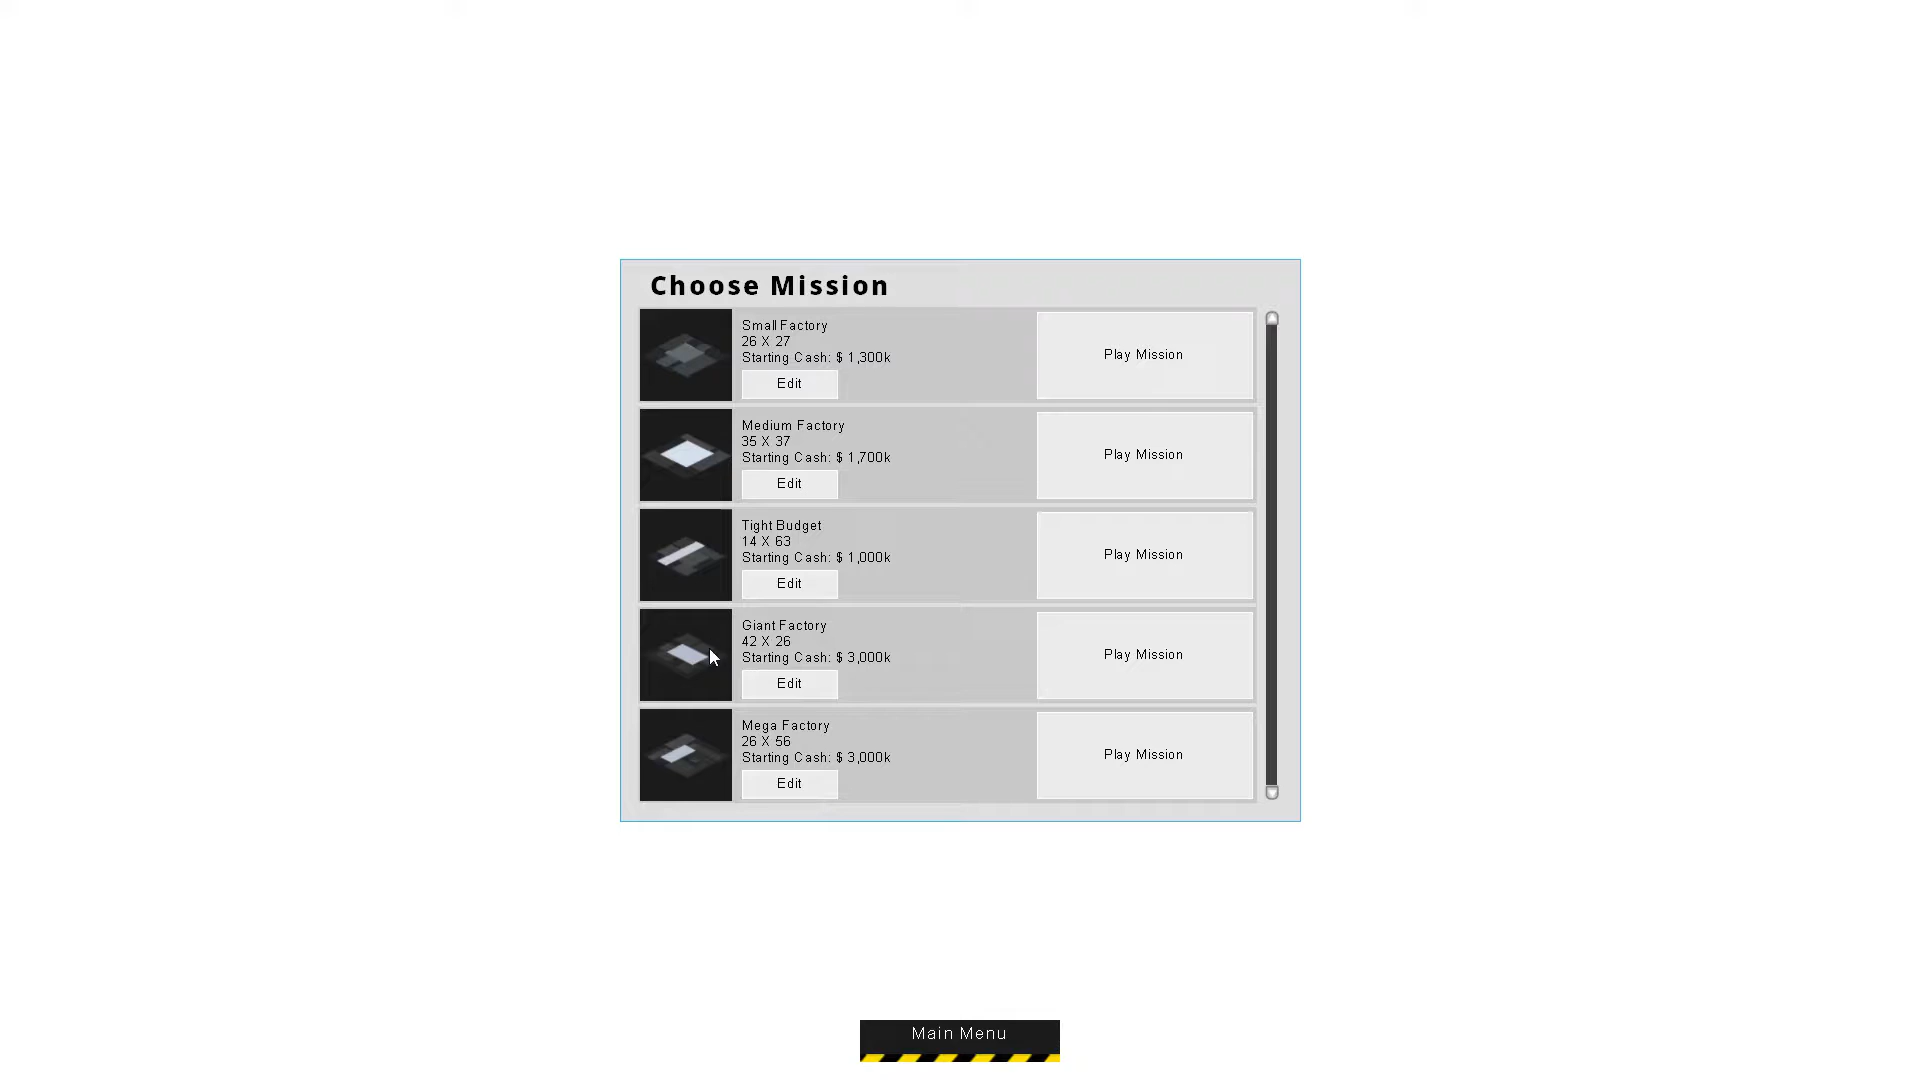 Choose Mission
Small Factory
26 X 27
Starting Cash: $ 1,300k
Edit
Play Mission
Medium Factory
35 X 37
Starting Cash: $ 1,700k
Edit
Play Mission
Tight Budget
14 X 63
Starting Cash: $ 1,000k
Edit
Play Mission
Giant Factory
42 X 26
Starting Cash: $ 3,000k
Edit
Play Mission
Mega Factory
26 X 56
Starting Cash: $ 3,000k
Edit
Play Mission
Main Menu